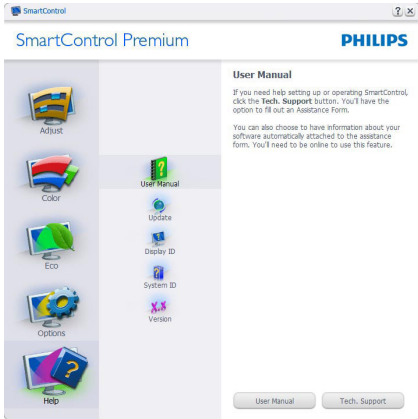 SmartControl
SmartControl Premium
PHILIPS
Adjust
Color
Eco
Options
Help
User Manual
Update
Display ID
System ID
X.X
Version
User Manual
If you need help setting up or operating SmartControl,
click the Tech. Support button. You'll have the
option to fill out an Assistance Form.
You can also choose to have information about your
software automatically attached to the assistance
form. You'll need to be online to use this feature.
User Manual
Tech. Support